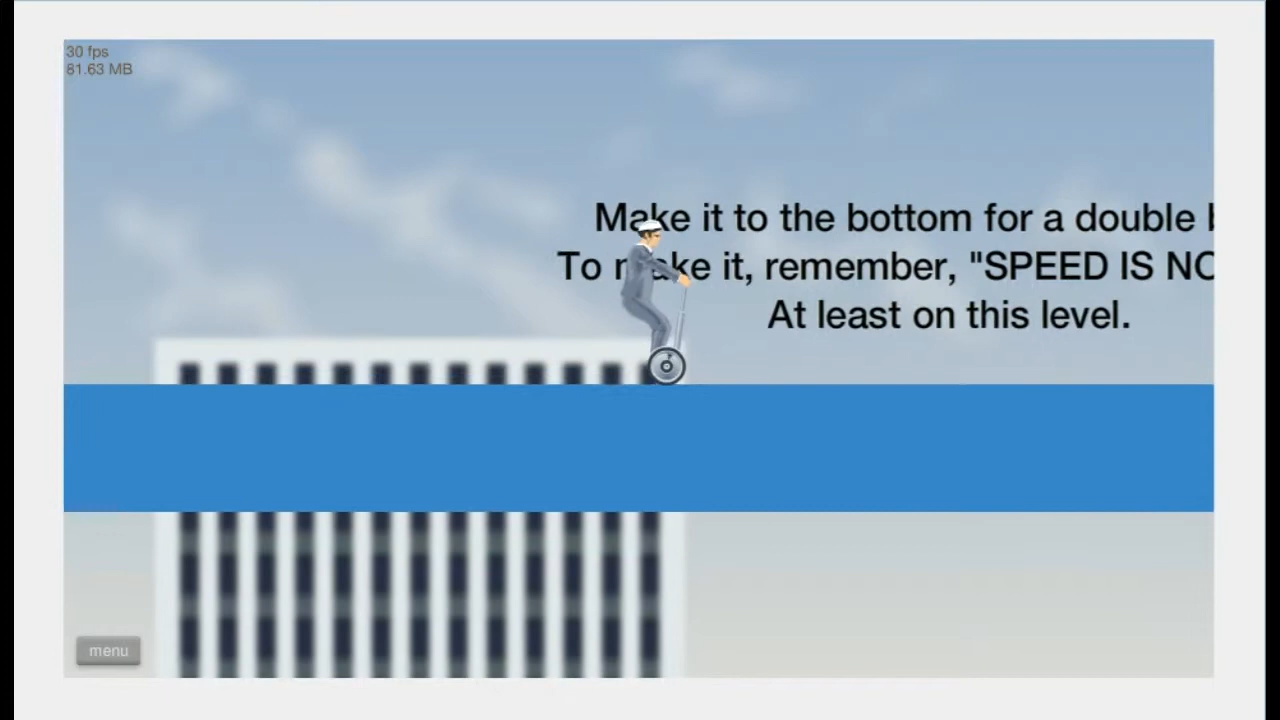 30 fps
81.63 MB
Make it to the bottom for a double
To make it, remember, "SPEED IS NO
At least on this level.
menu